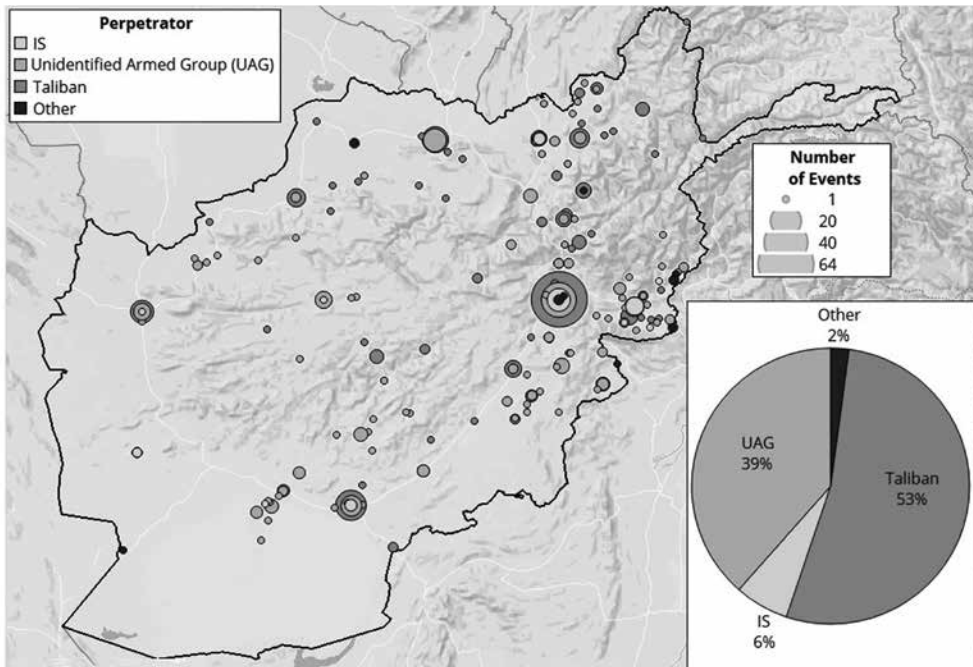 Perpetrator
IS
Unidentified Armed Group (UAG)
Taliban
Other
Number
of Events
1
20
40
64
Other
2%
UAG
39%
Taliban
53%
IS
6%